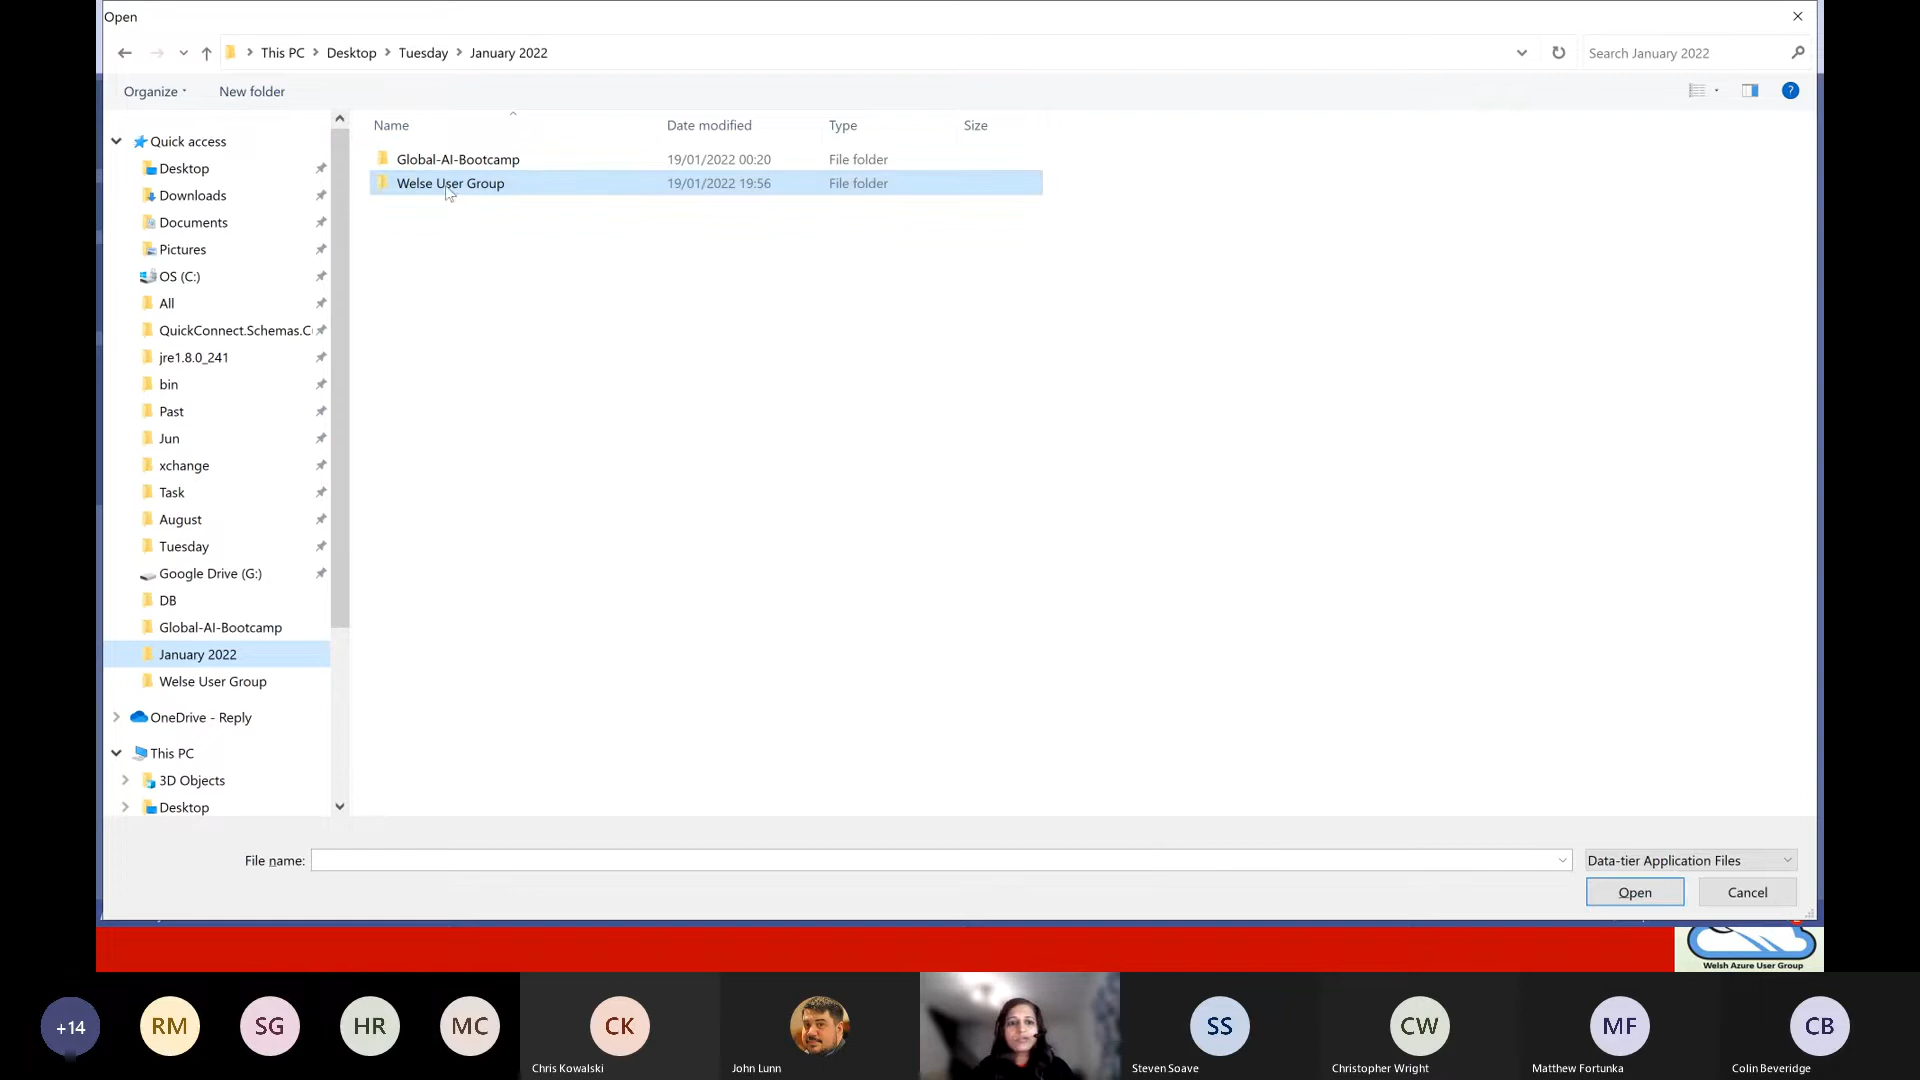 Open
This PC
Desktop
Tuesday
January 2022
Search January 2022
Organize
New folder
?
Quick access
Desktop
Downloads
Documents
Pictures
OS (C:)
All
QuickConnect.Schemas.C
jre1.8.0_241
bin
Past
Jun
xchange
Task
August
Tuesday
Google Drive (G:)
DB
Global-AI-Bootcamp
January 2022
Welse User Group
OneDrive - Reply
This PC
3D Objects
Desktop
Name Date modified Type Size
Global-AI-Bootcamp 19/01/2022 00:20 File folder
Welse User Group 19/01/2022 19:56 File folder
File name:
Data-tier Application Files
Open Cancel
Welsh Azure User Group
+14 RM SG HR MC CK SS CW MF CB
Chris Kowalski John Lunn Steven Soave Christopher Wright Matthew Fortunka Colin Beveridge